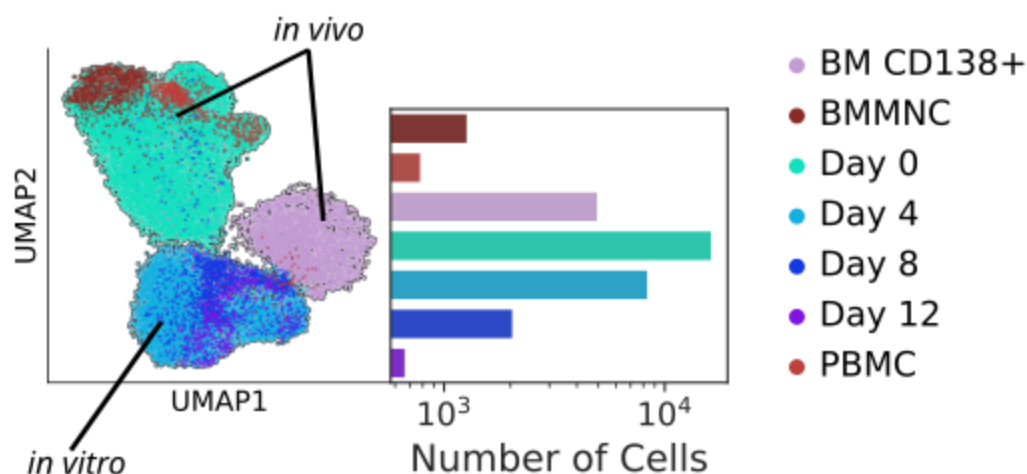 in vivo
UMAP2
UMAP1
in vitro
10³ 10⁴
Number of Cells
BM CD138+
BMMNC
Day 0
Day 4
Day 8
Day 12
PBMC